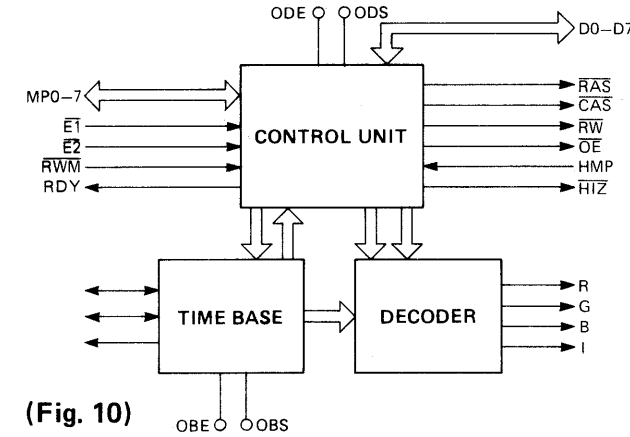 ODE ODS
D0–D7
MP0–7
E1
E2
RWM
RDY
CONTROL UNIT
RAS
CAS
RW
OE
HMP
HIZ
TIME BASE
DECODER
R
G
B
I
(Fig. 10)
OBE OBS